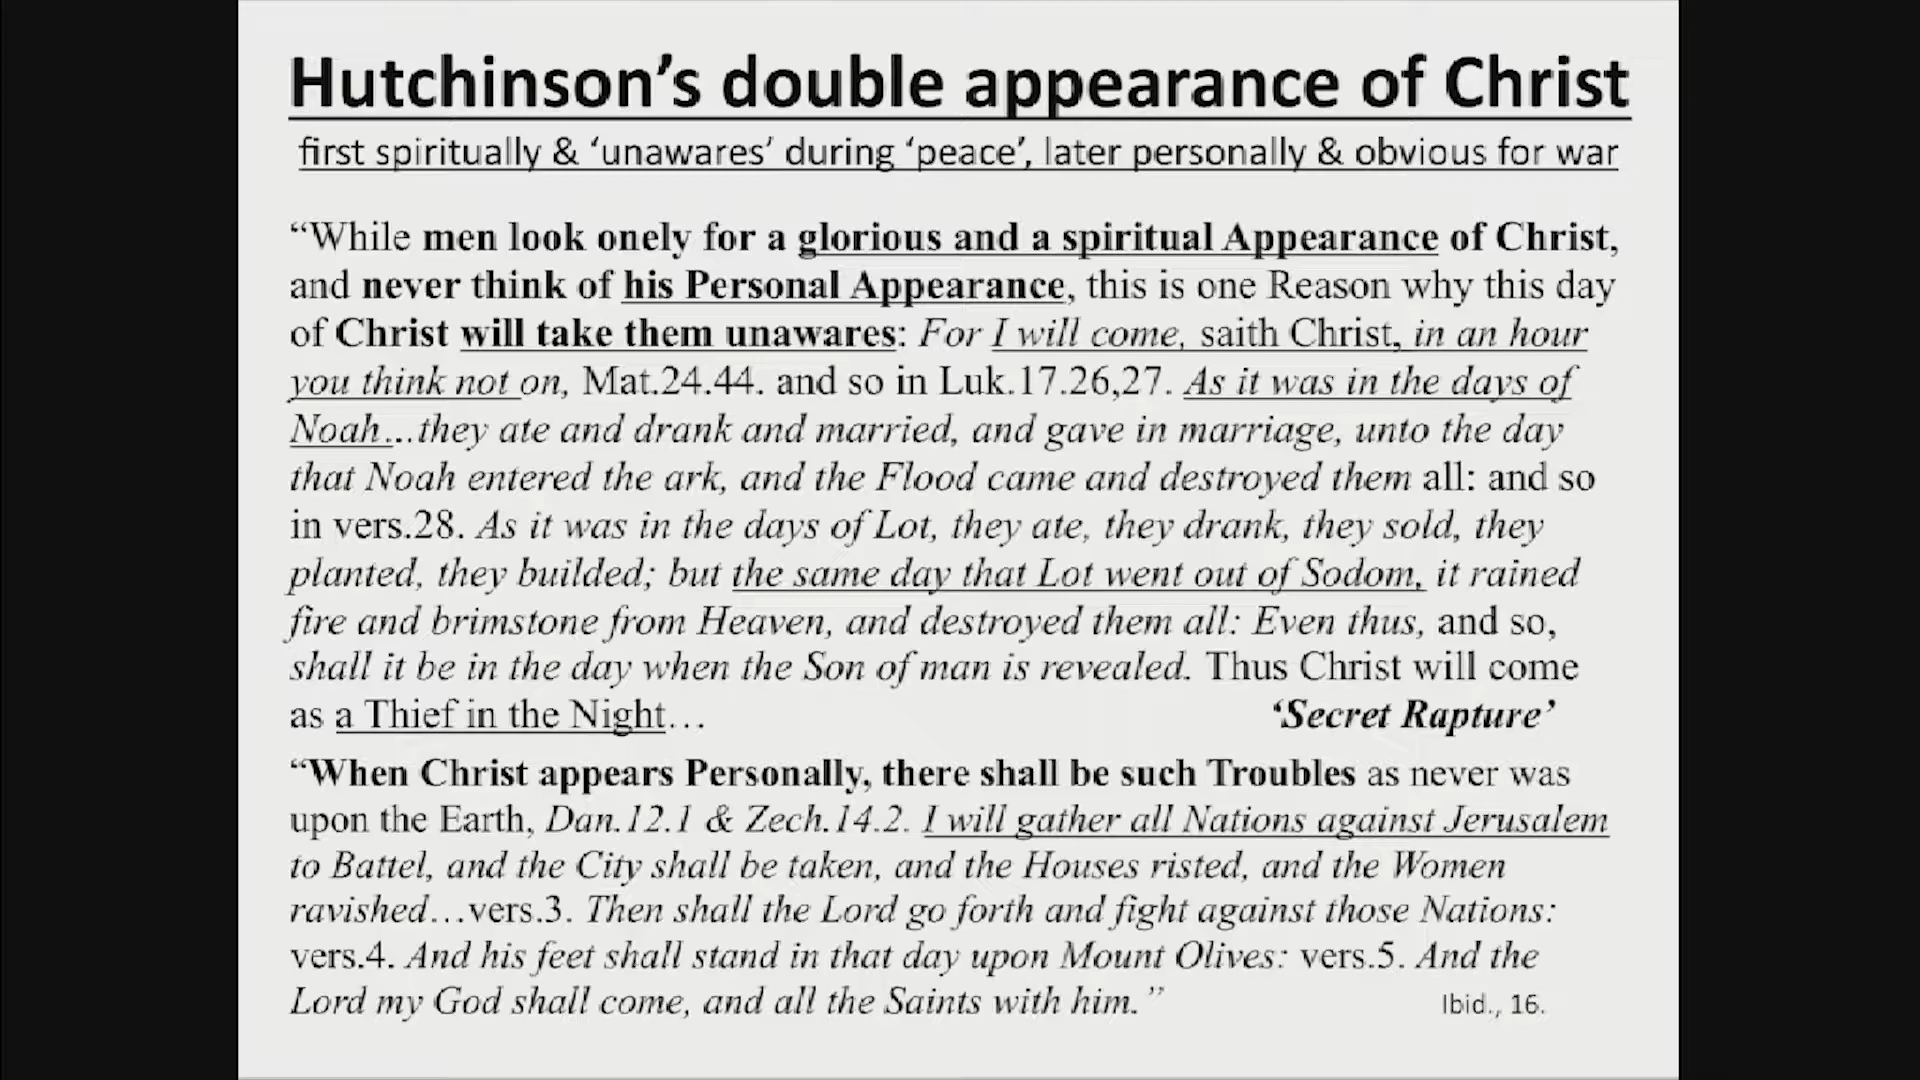 Hutchinson’s double appearance of Christ
first spiritually & ‘unawares’ during ‘peace’, later personally & obvious for war
“While men look onely for a glorious and a spiritual Appearance of Christ,
and never think of his Personal Appearance, this is one Reason why this day
of Christ will take them unawares: For I will come, saith Christ, in an hour
you think not on, Mat.24.44. and so in Luk.17.26,27. As it was in the days of
Noah...they ate and drank and married, and gave in marriage, unto the day
that Noah entered the ark, and the Flood came and destroyed them all: and so
in vers.28. As it was in the days of Lot, they ate, they drank, they sold, they
planted, they builded; but the same day that Lot went out of Sodom, it rained
fire and brimstone from Heaven, and destroyed them all: Even thus, and so,
shall it be in the day when the Son of man is revealed. Thus Christ will come
as a Thief in the Night… ‘Secret Rapture’
“When Christ appears Personally, there shall be such Troubles as never was
upon the Earth, Dan.12.1 & Zech.14.2. I will gather all Nations against Jerusalem
to Battel, and the City shall be taken, and the Houses risted, and the Women
ravished…vers.3. Then shall the Lord go forth and fight against those Nations:
vers.4. And his feet shall stand in that day upon Mount Olives: vers.5. And the
Lord my God shall come, and all the Saints with him.” Ibid., 16.